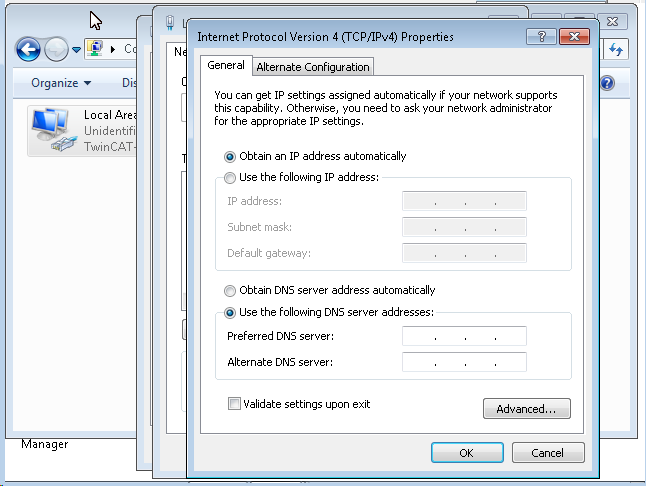 Internet Protocol Version 4 (TCP/IPv4) Properties
General
Alternate Configuration
You can get IP settings assigned automatically if your network supports
this capability. Otherwise, you need to ask your network administrator
for the appropriate IP settings.
Obtain an IP address automatically
Use the following IP address:
IP address:
Subnet mask:
Default gateway:
Obtain DNS server address automatically
Use the following DNS server addresses:
Preferred DNS server:
Alternate DNS server:
Validate settings upon exit
Advanced...
OK
Cancel
Organize
Local Area
TwinCAT-
Manager